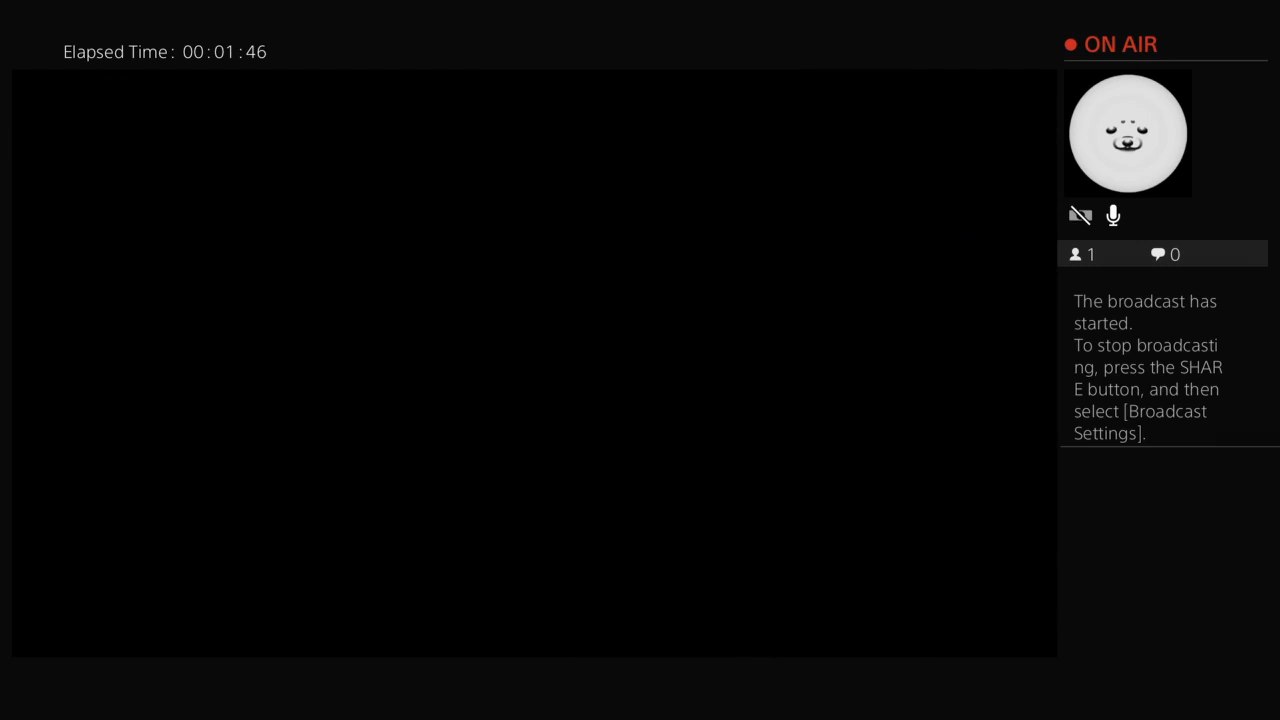 Elapsed Time: 00:01:46
ON AIR
1
0
The broadcast has
started.
To stop broadcasti
ng, press the SHAR
E button, and then
select [Broadcast
Settings].